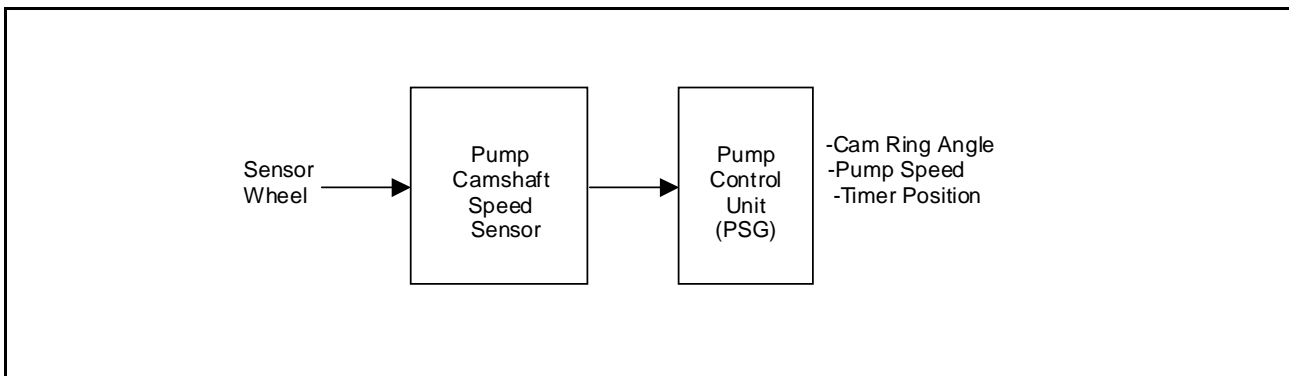 Sensor
Wheel
Pump
Camshaft
Speed
Sensor
Pump
Control
Unit
(PSG)
-Cam Ring Angle
-Pump Speed
-Timer Position